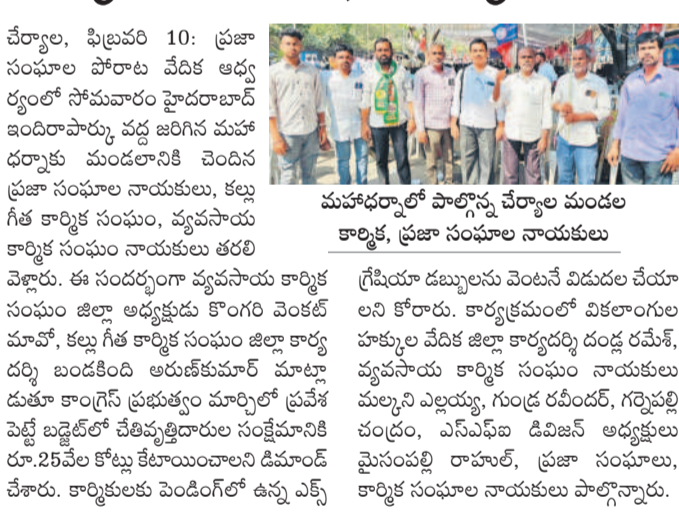 చేర్యాల, ఫిబ్రవరి 10: ప్రజా
సంఘాల పోరాట వేదిక ఆధ్వ
ర్యంలో సోమవారం హైదరాబాద్
ఇందిరాపార్కు వద్ద జరిగిన మహా
ధర్నాకు మండలానికి చెందిన
ప్రజా సంఘాల నాయకులు, కల్లు
గీత కార్మిక సంఘం, వ్యవసాయ
కార్మిక సంఘం నాయకులు తరలి
వెళ్లారు. ఈ సందర్భంగా వ్యవసాయ కార్మిక
సంఘం జిల్లా అధ్యక్షుడు కొంగరి వెంకట్
మావో, కల్లు గీత కార్మిక సంఘం జిల్లా కార్య
దర్శి బండకింది అరుణ్‌కుమార్ మాట్లా
డుతూ కాంగ్రెస్ ప్రభుత్వం మార్చిలో ప్రవేశ
పెట్టే బడ్జెట్‌లో చేతివృత్తిదారుల సంక్షేమానికి
రూ.25వేల కోట్లు కేటాయించాలని డిమాండ్
చేశారు. కార్మికులకు పెండింగ్‌లో ఉన్న ఎక్స్
మహాధర్నాలో పాల్గొన్న చేర్యాల మండల
కార్మిక, ప్రజా సంఘాల నాయకులు
గ్రేషియా డబ్బులను వెంటనే విడుదల చేయా
లని కోరారు. కార్యక్రమంలో వికలాంగుల
హక్కుల వేదిక జిల్లా కార్యదర్శి దండ్ల రమేశ్,
వ్యవసాయ కార్మిక సంఘం నాయకులు
మల్కని ఎల్లయ్య, గుండ్ర రవీందర్, గర్నెపల్లి
చంద్రం, ఎస్ఎఫ్ఐ డివిజన్ అధ్యక్షులు
మైసంపల్లి రాహుల్, ప్రజా సంఘాలు,
కార్మిక సంఘాల నాయకులు పాల్గొన్నారు.